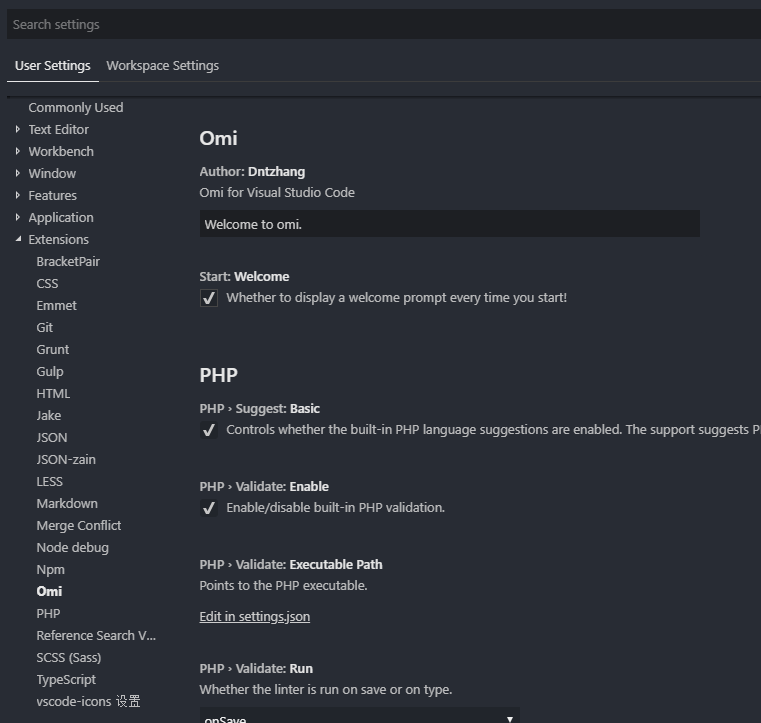 Search settings
User Settings
Workspace Settings
Commonly Used
Text Editor
Workbench
Window
Features
Application
Extensions
BracketPair
CSS
Emmet
Git
Grunt
Gulp
HTML
Jake
JSON
JSON-zain
LESS
Markdown
Merge Conflict
Node debug
Npm
Omi
PHP
Reference Search V...
SCSS (Sass)
TypeScript
vscode-icons 设置
Omi
Author: Dntzhang
Omi for Visual Studio Code
Welcome to omi.
Start: Welcome
Whether to display a welcome prompt every time you start!
PHP
PHP › Suggest: Basic
Controls whether the built-in PHP language suggestions are enabled. The support suggests P
PHP › Validate: Enable
Enable/disable built-in PHP validation.
PHP › Validate: Executable Path
Points to the PHP executable.
Edit in settings.json
PHP › Validate: Run
Whether the linter is run on save or on type.
onSave